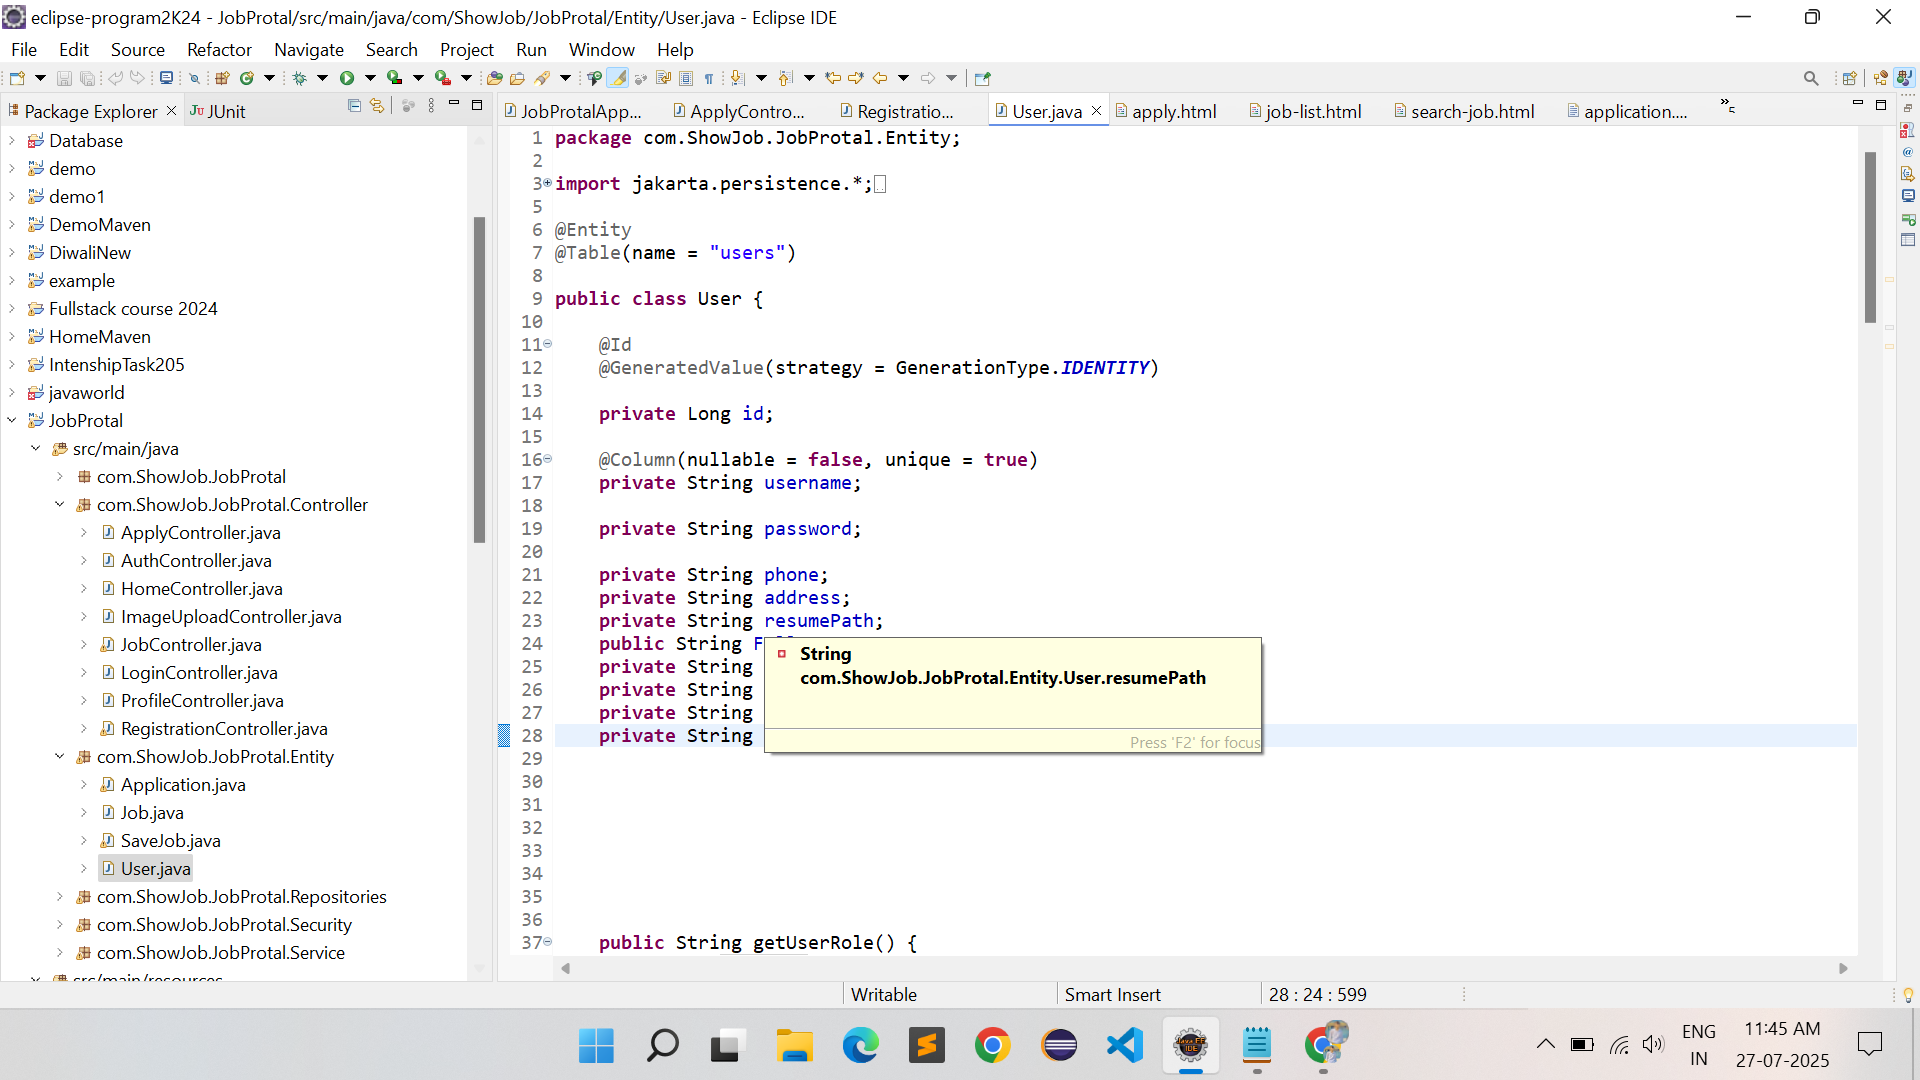 eclipse-program2K24 - JobProtal/src/main/java/com/ShowJob/JobProtal/Entity/User.java - Eclipse IDE
File Edit Source Refactor Navigate Search Project Run Window Help
Package Explorer
JUnit
JobProtalApp...
ApplyContro...
Registratio...
User.java
apply.html
job-list.html
search-job.html
application....
Database
demo
demo1
DemoMaven
DiwaliNew
example
Fullstack course 2024
HomeMaven
IntenshipTask205
javaworld
JobProtal
src/main/java
com.ShowJob.JobProtal
com.ShowJob.JobProtal.Controller
ApplyController.java
AuthController.java
HomeController.java
ImageUploadController.java
JobController.java
LoginController.java
ProfileController.java
RegistrationController.java
com.ShowJob.JobProtal.Entity
Application.java
Job.java
SaveJob.java
User.java
com.ShowJob.JobProtal.Repositories
com.ShowJob.JobProtal.Security
com.ShowJob.JobProtal.Service
src/main/resources
1 package com.ShowJob.JobProtal.Entity;
2
3 import jakarta.persistence.*;
5
6 @Entity
7 @Table(name = "users")
8
9 public class User {
10
11 @Id
12 @GeneratedValue(strategy = GenerationType.IDENTITY)
13
14 private Long id;
15
16 @Column(nullable = false, unique = true)
17 private String username;
18
19 private String password;
20
21 private String phone;
22 private String address;
23 private String resumePath;
24 public String F
25 private String
26 private String
27 private String
28 private String
29
30
31
32
33
34
35
36
37 public String getUserRole() {
String
com.ShowJob.JobProtal.Entity.User.resumePath
Press 'F2' for focus
Writable
Smart Insert
28 : 24 : 599
ENG
IN
11:45 AM
27-07-2025